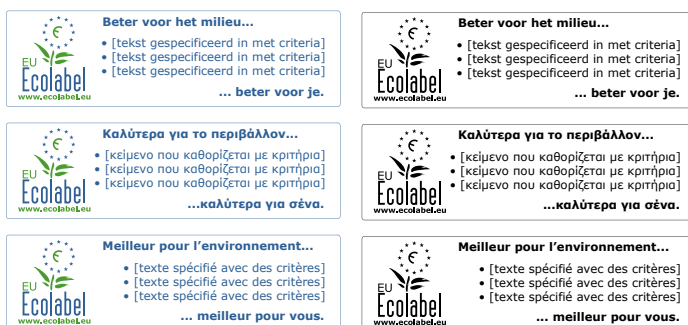 Beter voor het milieu...
• [tekst gespecificeerd in met criteria]
• [tekst gespecificeerd in met criteria]
• [tekst gespecificeerd in met criteria]
... beter voor je.
EU
Ecolabel
www.ecolabel.eu
Beter voor het milieu...
• [tekst gespecificeerd in met criteria]
• [tekst gespecificeerd in met criteria]
• [tekst gespecificeerd in met criteria]
... beter voor je.
EU
Ecolabel
www.ecolabel.eu
Καλύτερα για το περιβάλλον...
• [κείμενο που καθορίζεται με κριτήρια]
• [κείμενο που καθορίζεται με κριτήρια]
• [κείμενο που καθορίζεται με κριτήρια]
...καλύτερα για σένα.
EU
Ecolabel
www.ecolabel.eu
Καλύτερα για το περιβάλλον...
• [κείμενο που καθορίζεται με κριτήρια]
• [κείμενο που καθορίζεται με κριτήρια]
• [κείμενο που καθορίζεται με κριτήρια]
...καλύτερα για σένα.
EU
Ecolabel
www.ecolabel.eu
Meilleur pour l’environnement...
• [texte spécifié avec des critères]
• [texte spécifié avec des critères]
• [texte spécifié avec des critères]
... meilleur pour vous.
EU
Ecolabel
www.ecolabel.eu
Meilleur pour l’environnement...
• [texte spécifié avec des critères]
• [texte spécifié avec des critères]
• [texte spécifié avec des critères]
... meilleur pour vous.
EU
Ecolabel
www.ecolabel.eu